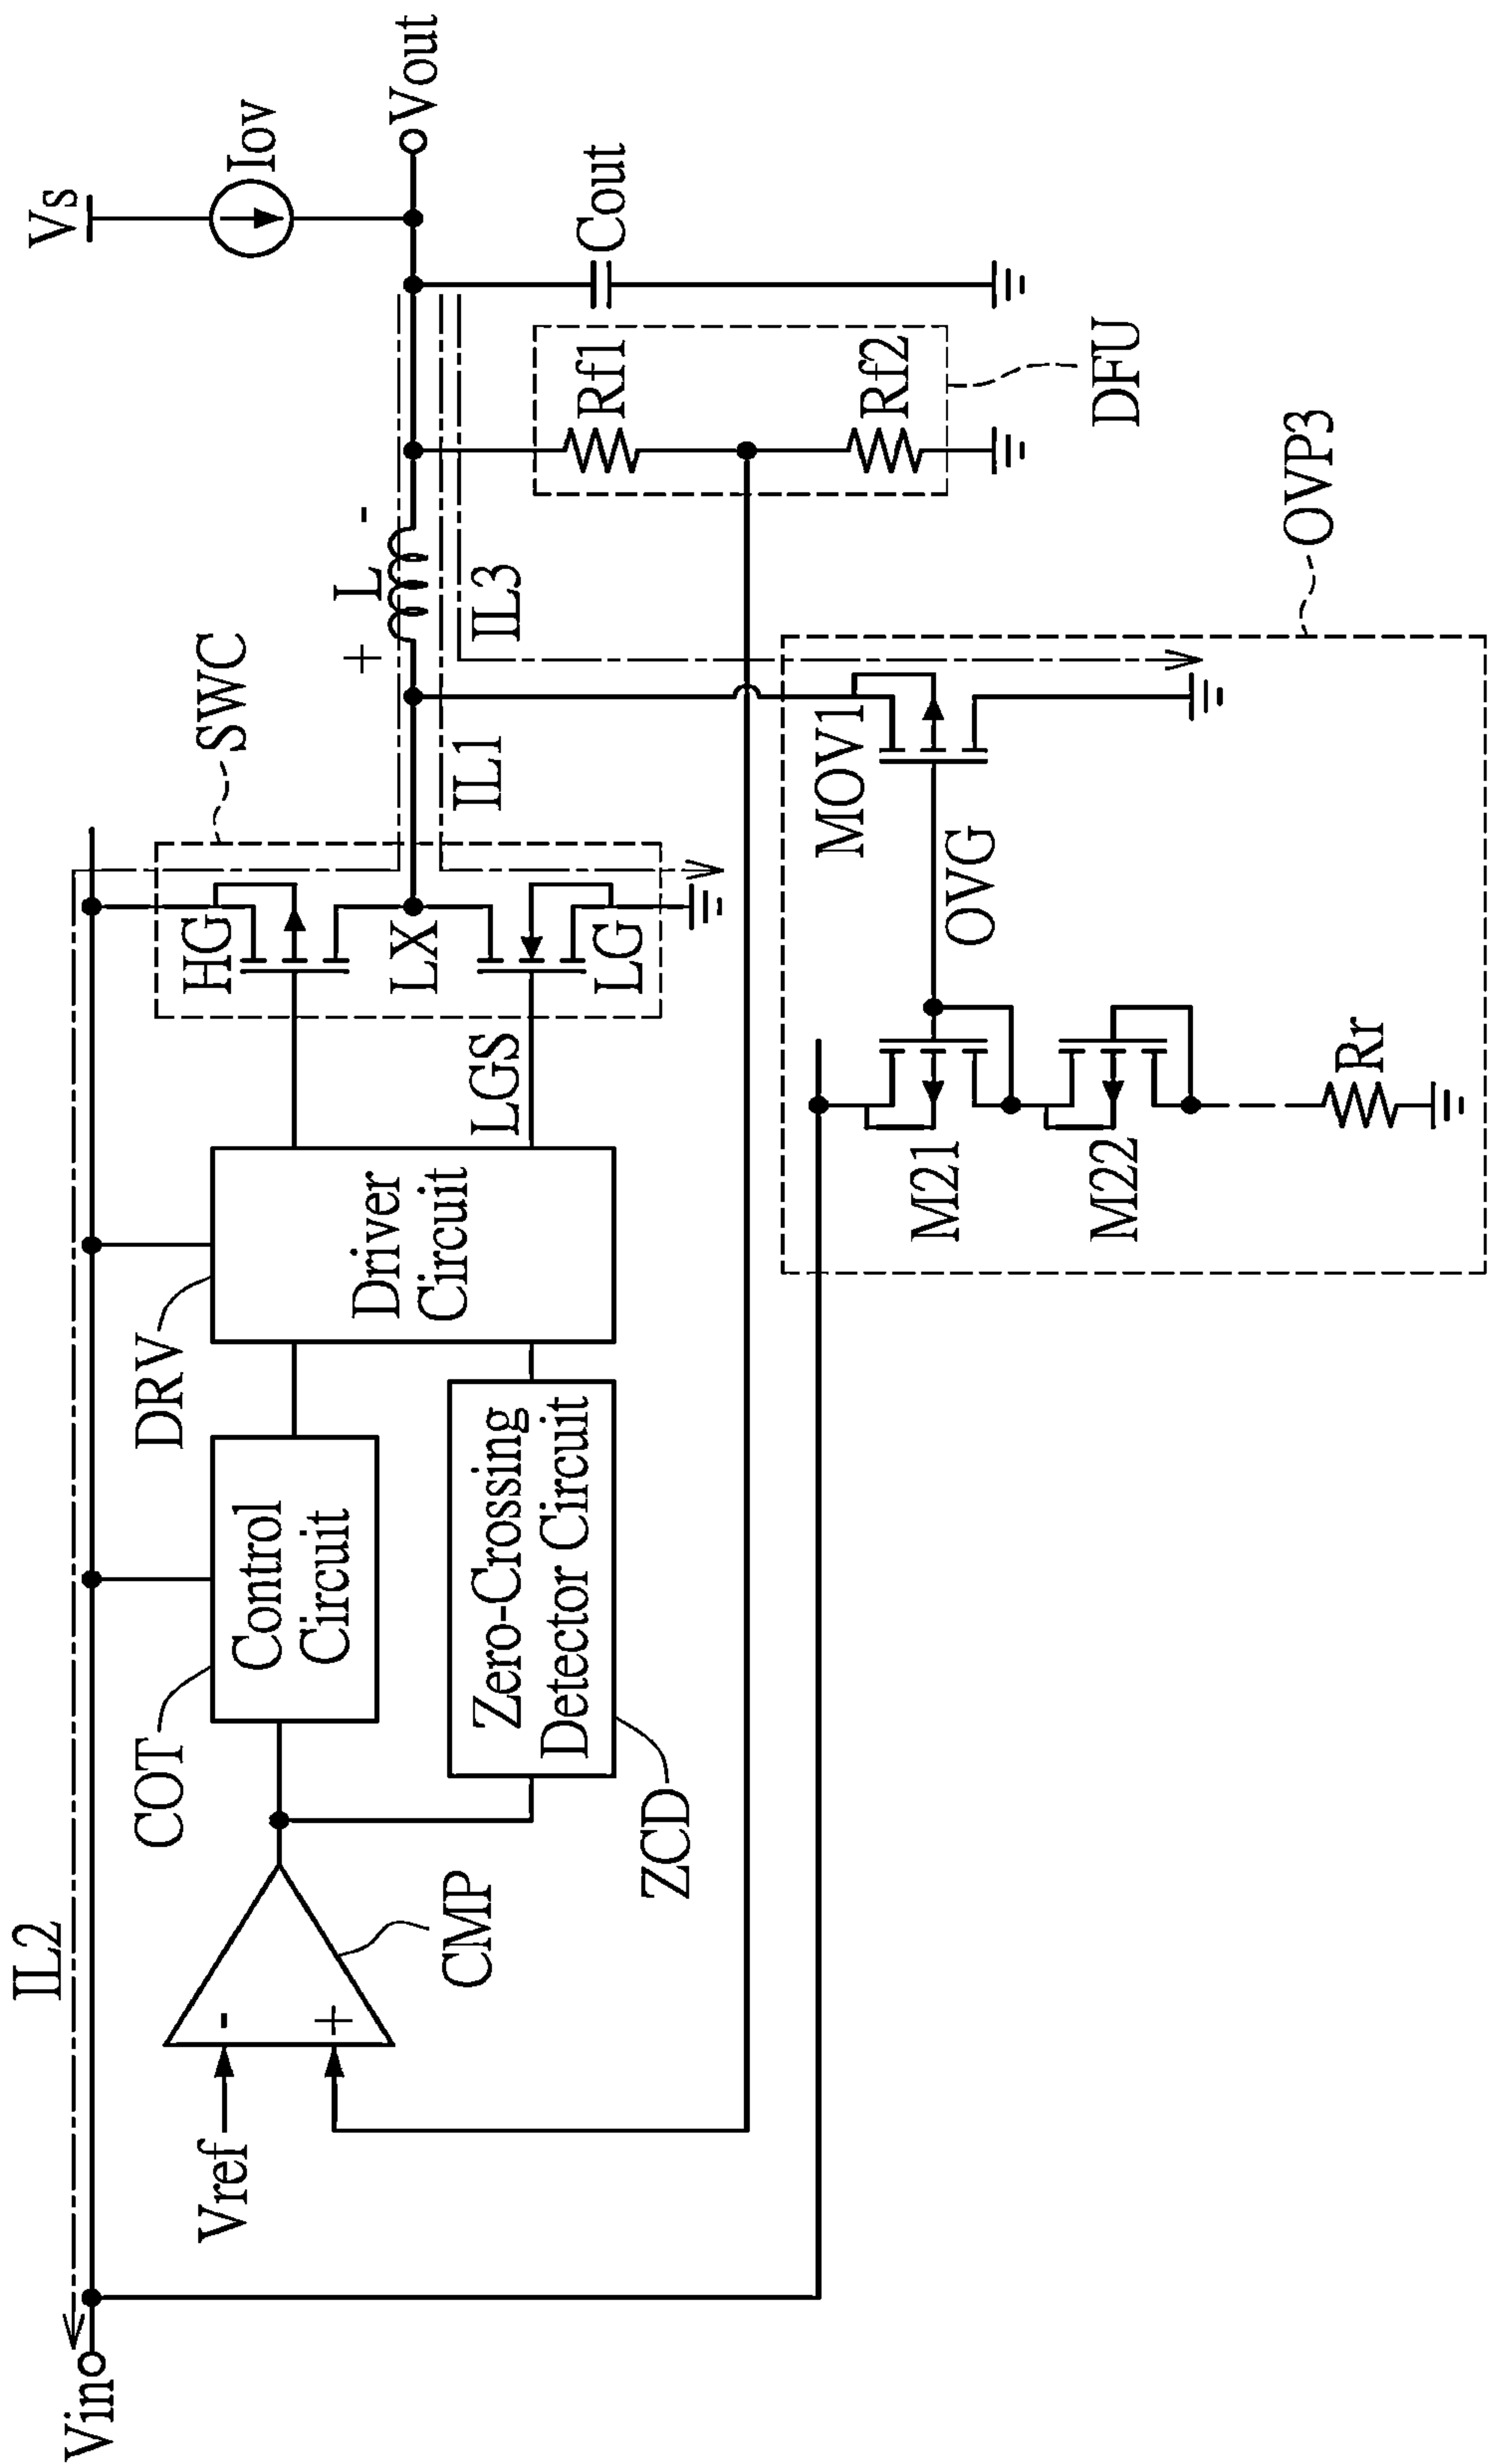 Vin
IL2
Vref
-
+
CMP
COT
Control
Circuit
Zero-Crossing
Detector Circuit
ZCD
DRV
Driver
Circuit
LGS
HG
LX
LG
SWC
IL1
+
L
-
IL3
Vs
Iov
Vout
Cout
Rf1
Rf2
DFU
OVP3
MOV1
OVG
M21
M22
Rr